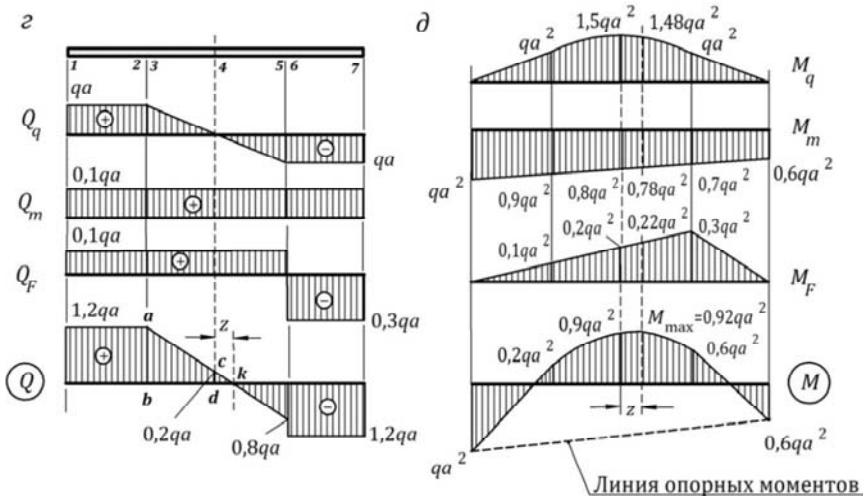 г
1 2 3 4 5 6 7
qa
Q_q
+
−
qa
0,1qa
Q_m
+
0,1qa
Q_F
+
−
0,3qa
1,2qa
a
z
Q
+
c
k
b
d
−
0,2qa
0,8qa
1,2qa
д
1,5qa²
1,48qa²
qa²
qa²
M_q
M_m
qa²
0,9qa²
0,8qa²
0,78qa²
0,7qa²
0,6qa²
0,1qa²
0,2qa²
0,22qa²
0,3qa²
M_F
0,9qa²
M_max=0,92qa²
0,2qa²
0,6qa²
M
z
qa²
0,6qa²
Линия опорных моментов